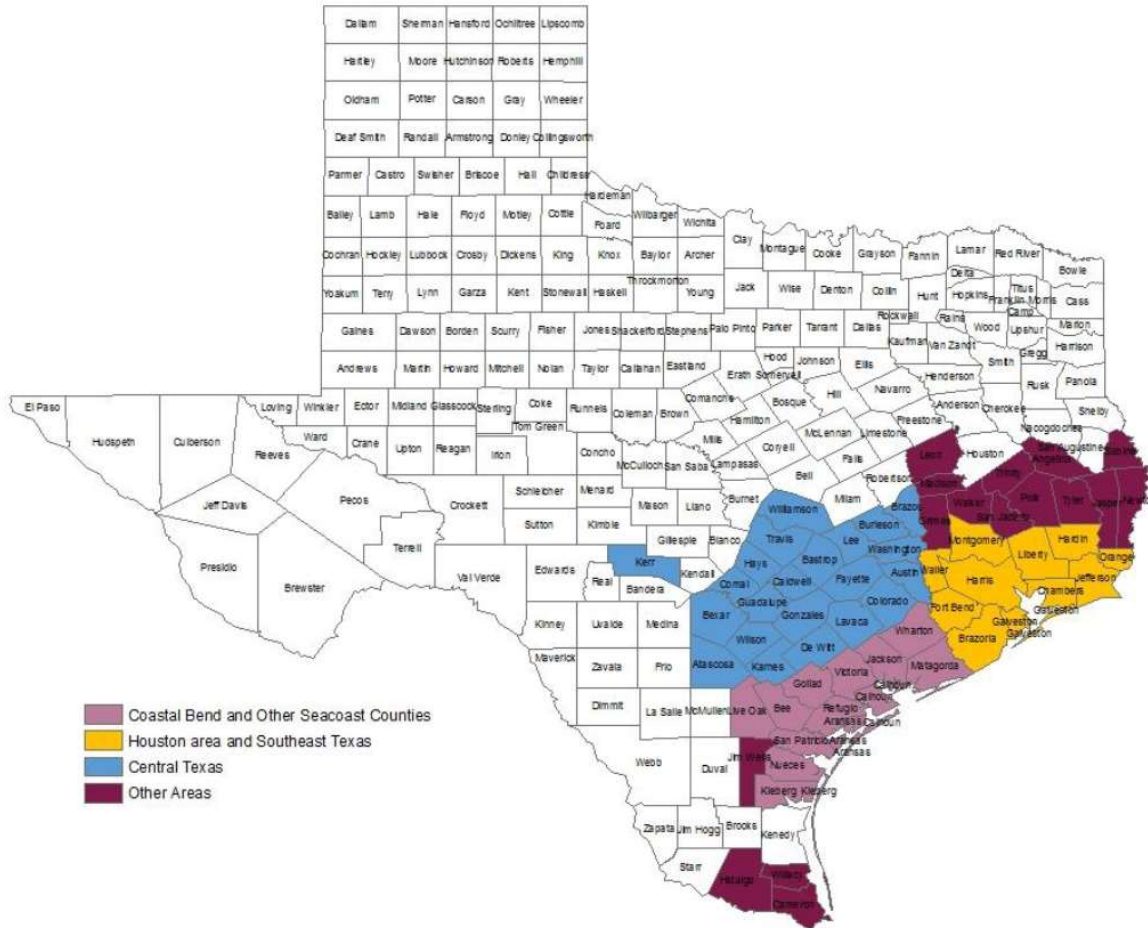 Dallam Sherman Hansford Ochiltree Lipscomb
Hartley Moore Hutchinson Roberts Hemphill
Oldham Potter Carson Gray Wheeler
Deaf Smith Randall Armstrong Donley Collingsworth
Parmer Castro Swisher Briscoe Hall Childress
Hardeman
Bailey Lamb Hale Floyd Motley Cottle Foard Wilbarger Wichita
Clay Montague Cooke Grayson Fannin Lamar Red River Bowie
Cochran Hockley Lubbock Crosby Dickens King Knox Baylor Archer
Delta Titus
Throckmorton Jack Wise Denton Collin Hunt Hopkins Franklin Morris Cass
Yoakum Terry Lynn Garza Kent Stonewall Haskell Young
Rockwall Rains Camp
Gaines Dawson Borden Scurry Fisher Jones Shackelford Stephens Palo Pinto Parker Tarrant Dallas Wood Upshur Marion
Kaufman Van Zandt Gregg Harrison
Andrews Martin Howard Mitchell Nolan Taylor Callahan Eastland Hood Johnson Ellis Smith
Erath Somervell Henderson Rusk Panola
Comanche Bosque Hill Navarro
El Paso Loving Winkler Ector Midland Glasscock Sterling Coke Runnels Coleman Brown Anderson Cherokee Shelby
Hamilton Freestone Nacogdoches
Ward Crane Tom Green Mills McLennan Limestone San Augustine
Hudspeth Culberson Reeves Upton Reagan Irion Concho Coryell Leon Houston Angelina Sabine
McCulloch San Saba Lampasas Bell Falls Trinity
Robertson Madison
Jeff Davis Pecos Crockett Schleicher Menard Mason Llano Burnet Milam Brazos Walker Polk Tyler Jasper Newton
Williamson Burleson Grimes San Jacinto
Sutton Kimble Gillespie Blanco Travis Lee Washington Montgomery Hardin
Presidio Terrell Kerr Kendall Hays Bastrop Liberty Orange
Brewster Val Verde Edwards Real Bandera Comal Caldwell Fayette Austin Waller Harris Jefferson
Chambers
Guadalupe Colorado Fort Bend Galveston
Kinney Uvalde Medina Bexar Gonzales Lavaca Galveston
Wilson Wharton Brazoria Galveston
Maverick Zavala Frio Atascosa Karnes De Witt Jackson Matagorda
Goliad Victoria Calhoun
Dimmit La Salle McMullen Live Oak Bee Refugio Calhoun
Aransas Calhoun
San Patricio Aransas
Aransas
Webb Duval Jim Wells Nueces
Kleberg Kleberg
Zapata Jim Hogg Brooks Kenedy
Starr Hidalgo Willacy
Cameron
Coastal Bend and Other Seacoast Counties
Houston area and Southeast Texas
Central Texas
Other Areas